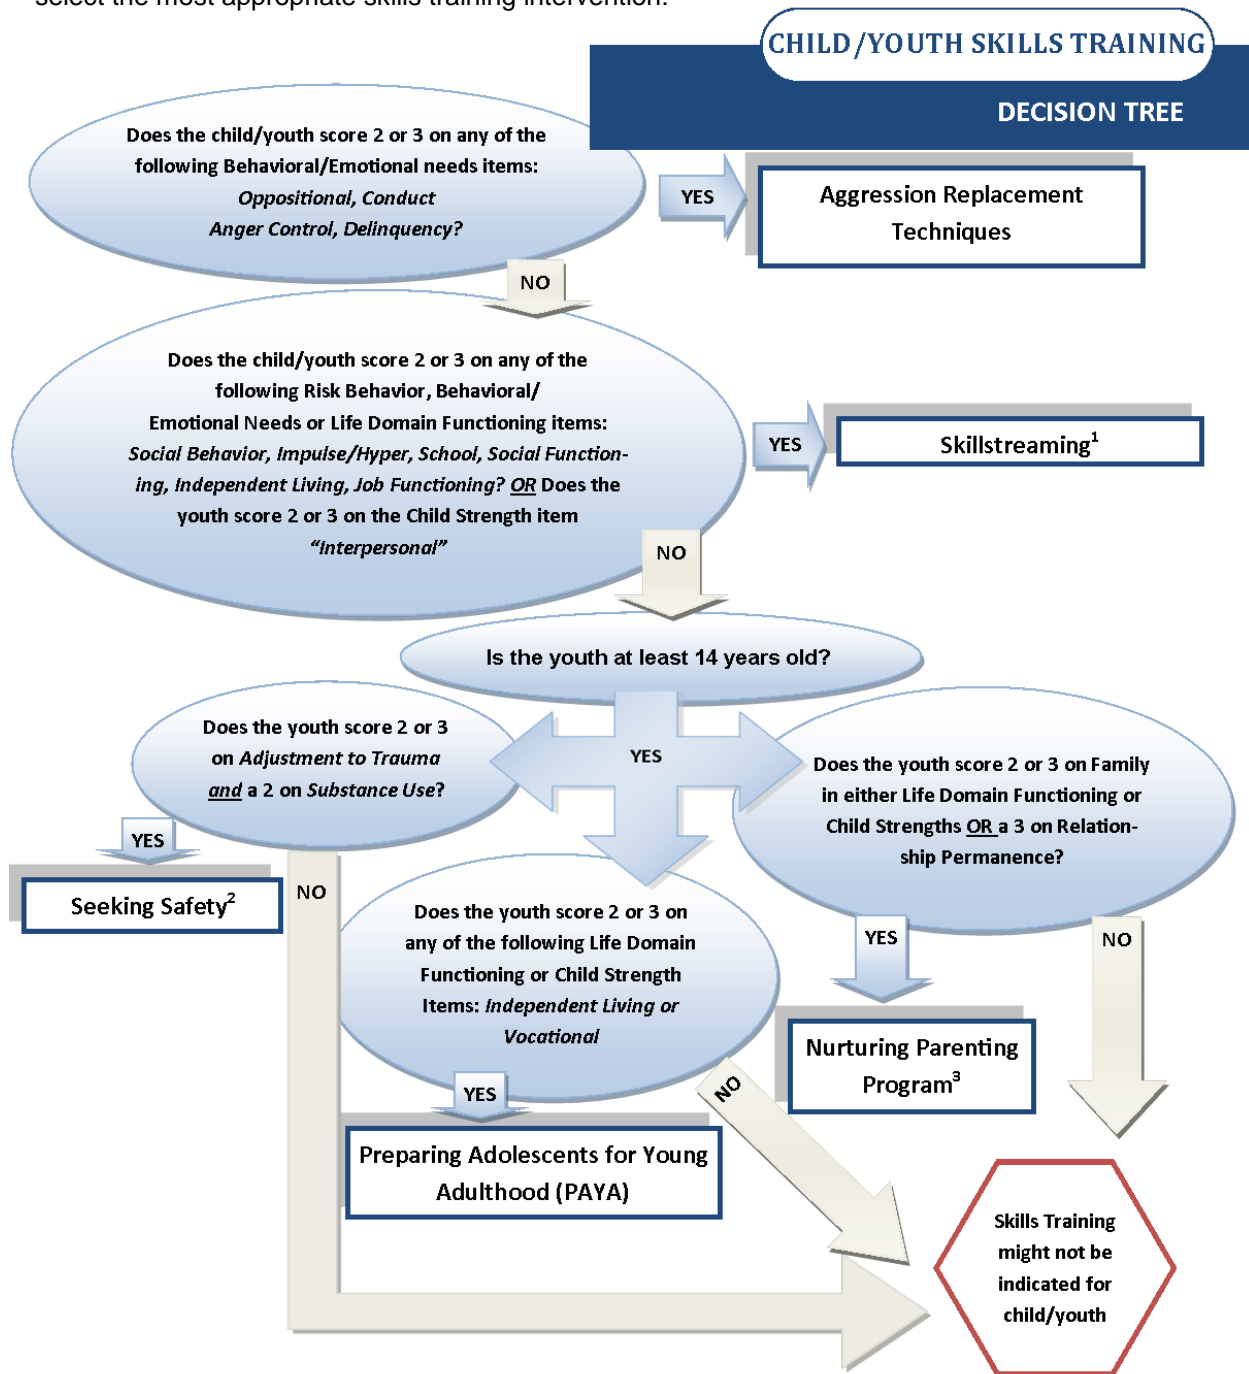 select the most appropriate skills training intervention.
CHILD/YOUTH SKILLS TRAINING
DECISION TREE
Does the child/youth score 2 or 3 on any of the
following Behavioral/Emotional needs items:
Oppositional, Conduct
Anger Control, Delinquency?
YES
Aggression Replacement
Techniques
NO
Does the child/youth score 2 or 3 on any of the
following Risk Behavior, Behavioral/
Emotional Needs or Life Domain Functioning items:
Social Behavior, Impulse/Hyper, School, Social Function-
ing, Independent Living, Job Functioning? OR Does the
youth score 2 or 3 on the Child Strength item
“Interpersonal”
YES
Skillstreaming¹
NO
Is the youth at least 14 years old?
YES
Does the youth score 2 or 3
on Adjustment to Trauma
and a 2 on Substance Use?
YES
Seeking Safety²
NO
Does the youth score 2 or 3 on
any of the following Life Domain
Functioning or Child Strength
Items: Independent Living or
Vocational
YES
Preparing Adolescents for Young
Adulthood (PAYA)
NO
Does the youth score 2 or 3 on Family
in either Life Domain Functioning or
Child Strengths OR a 3 on Relation-
ship Permanence?
YES
Nurturing Parenting
Program³
NO
Skills Training
might not be
indicated for
child/youth